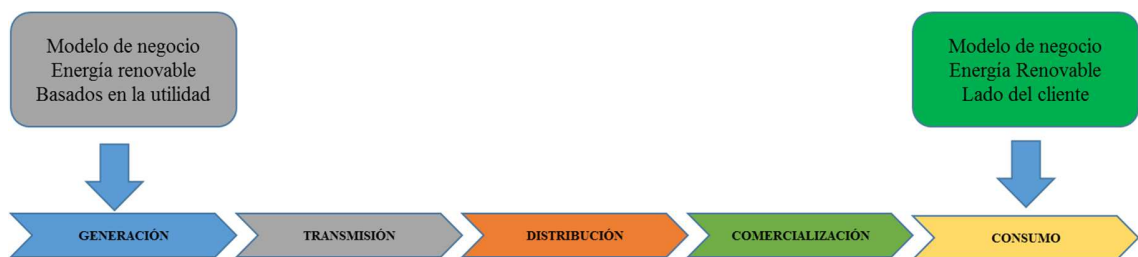 Modelo de negocio
Energía renovable
Basados en la utilidad
Modelo de negocio
Energía Renovable
Lado del cliente
GENERACIÓN
TRANSMISIÓN
DISTRIBUCIÓN
COMERCIALIZACIÓN
CONSUMO